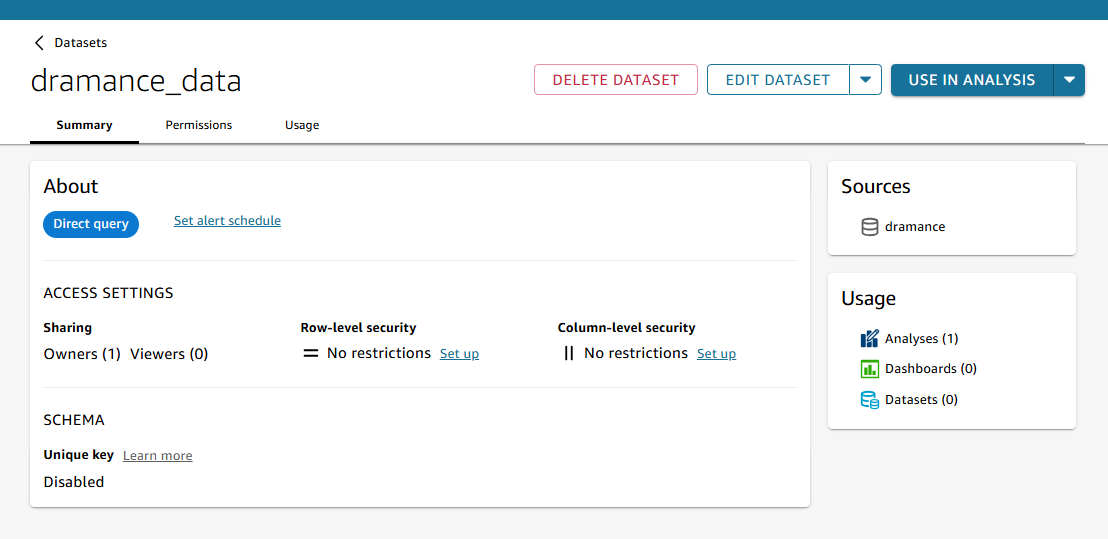 Datasets
dramance_data
DELETE DATASET
EDIT DATASET
USE IN ANALYSIS
Summary
Permissions
Usage
About
Direct query
Set alert schedule
ACCESS SETTINGS
Sharing
Owners (1) Viewers (0)
Row-level security
No restrictions Set up
Column-level security
No restrictions Set up
SCHEMA
Unique key Learn more
Disabled
Sources
dramance
Usage
Analyses (1)
Dashboards (0)
Datasets (0)